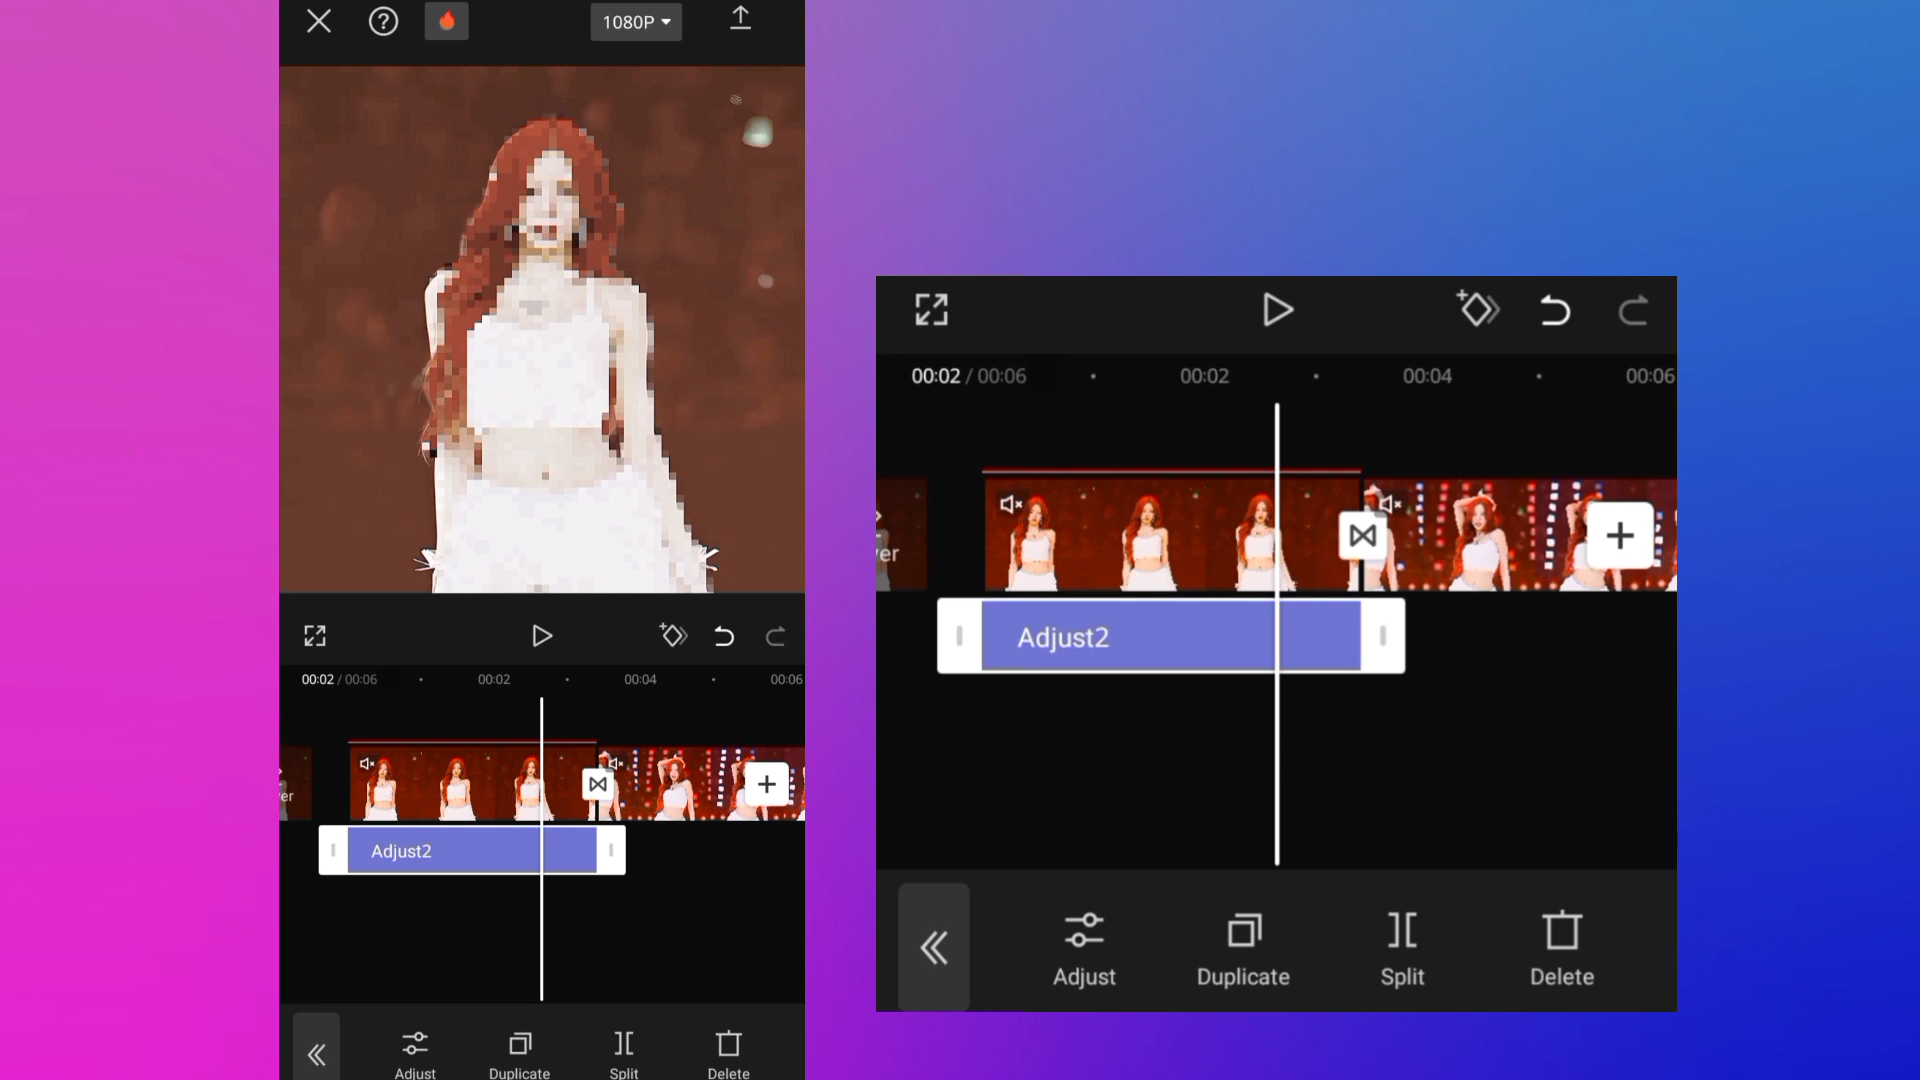 1080P
00:02 / 00:06
00:02
00:04
00:06
er
Adjust2
Adjust
Duplicate
Split
Delete
00:02 / 00:06
00:02
00:04
00:06
er
Adjust2
Adjust
Duplicate
Split
Delete